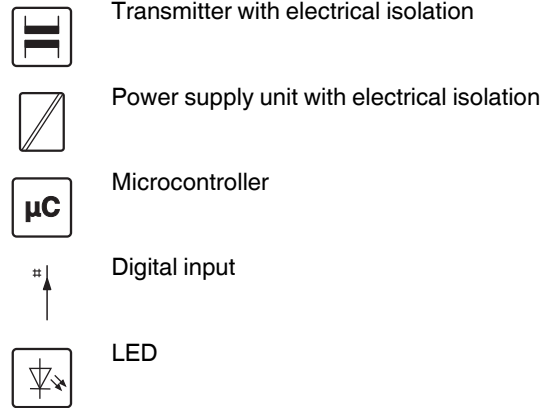 Transmitter with electrical isolation
Power supply unit with electrical isolation
µC
Microcontroller
#
Digital input
LED